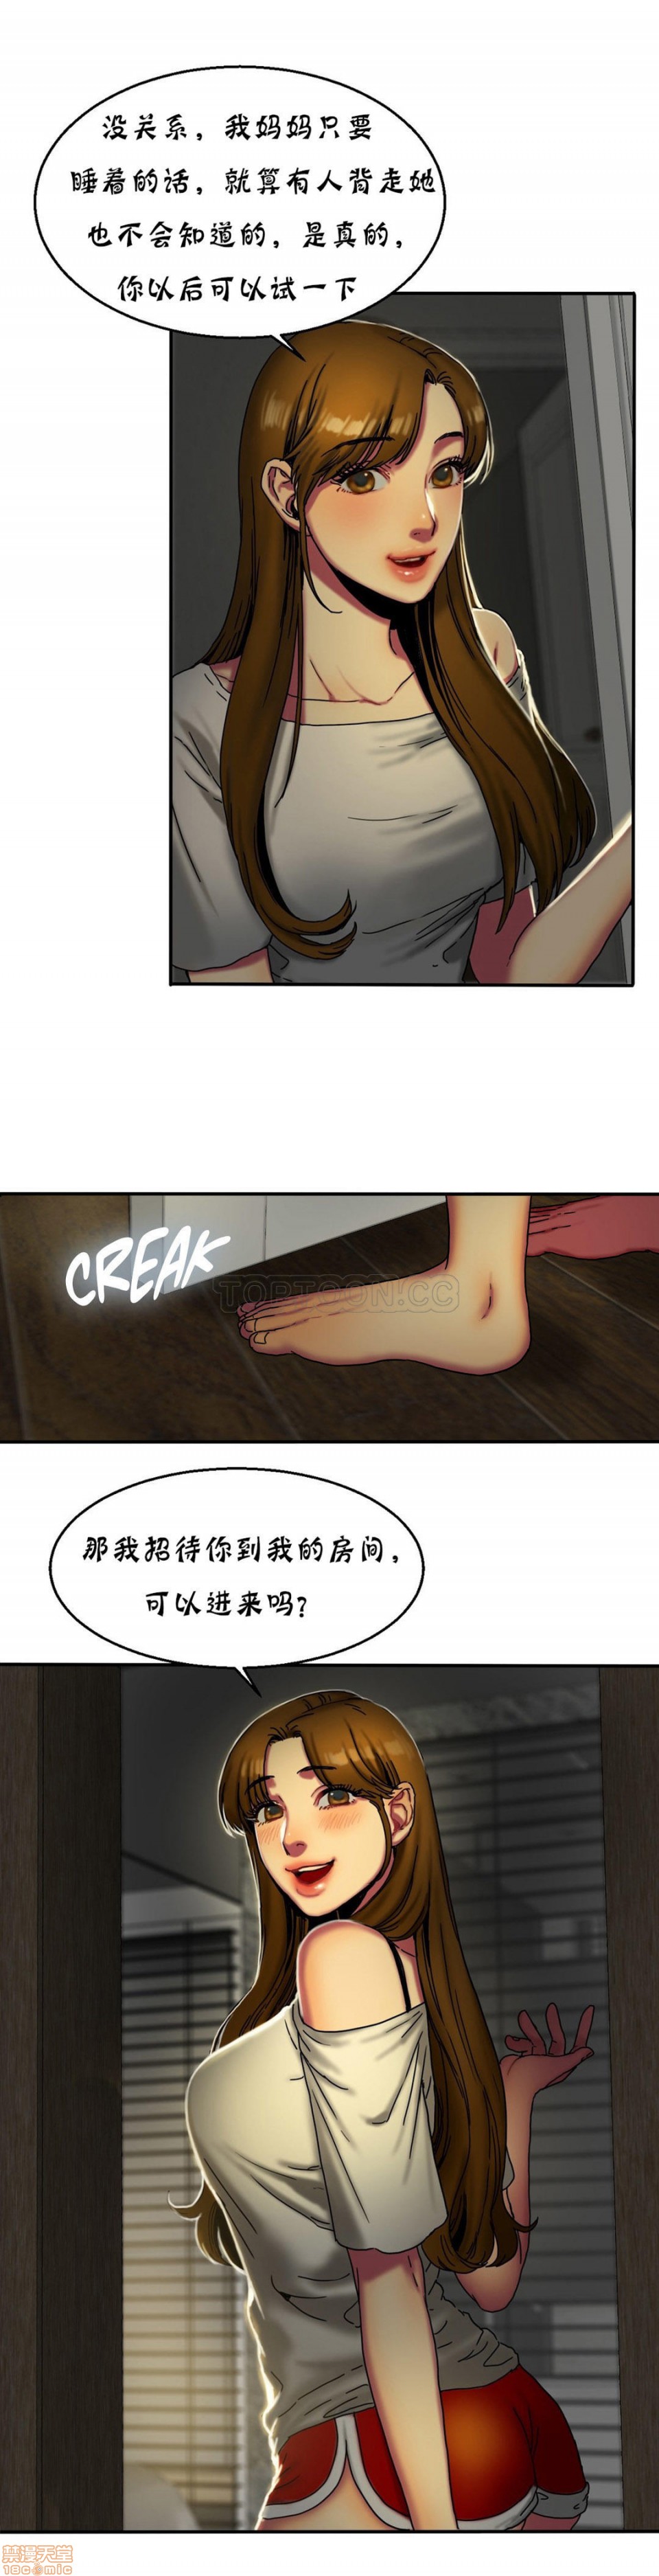 没关系，我妈妈只要
睡着的话，就算有人背走她
也不会知道的，是真的，
你以后可以试一下
CREAK
TOPTOON.CC
那我招待你到我的房间，
可以进来吗？
禁漫天堂
18comic